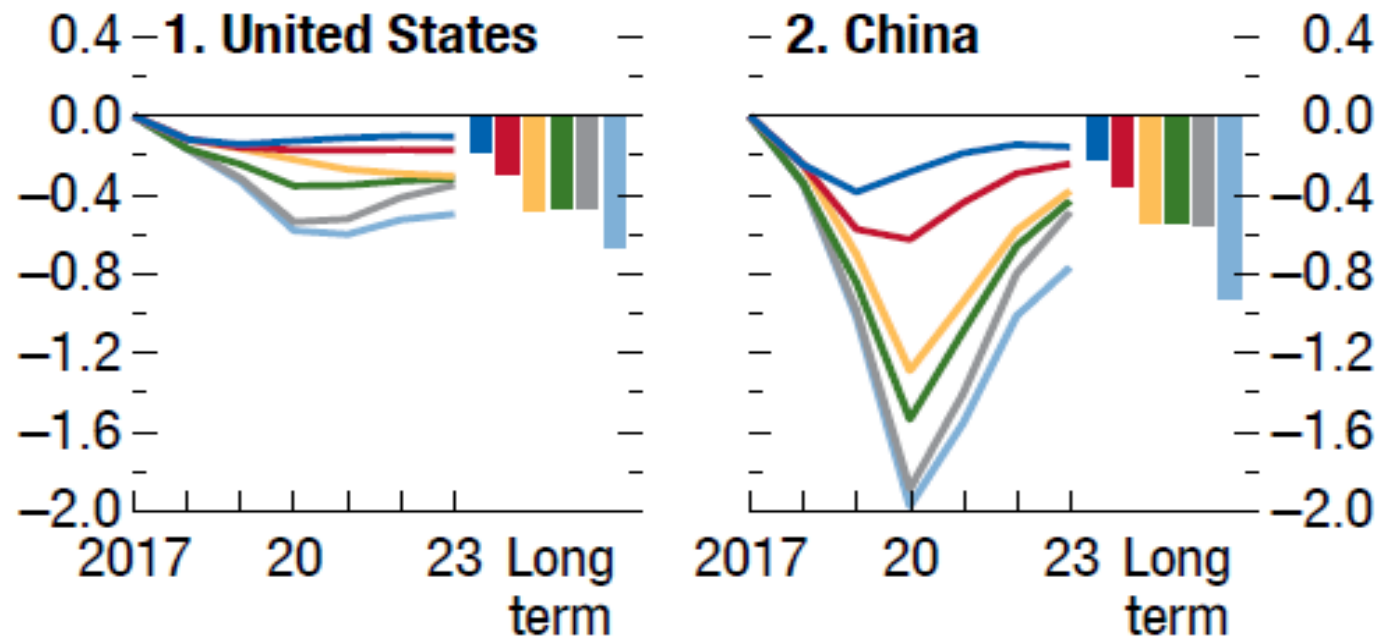 0.4 1. United States
0.0
–0.4
–0.8
–1.2
–1.6
–2.0
2017 20 23 Long
term
2. China 0.4
0.0
–0.4
–0.8
–1.2
–1.6
–2.0
2017 20 23 Long
term